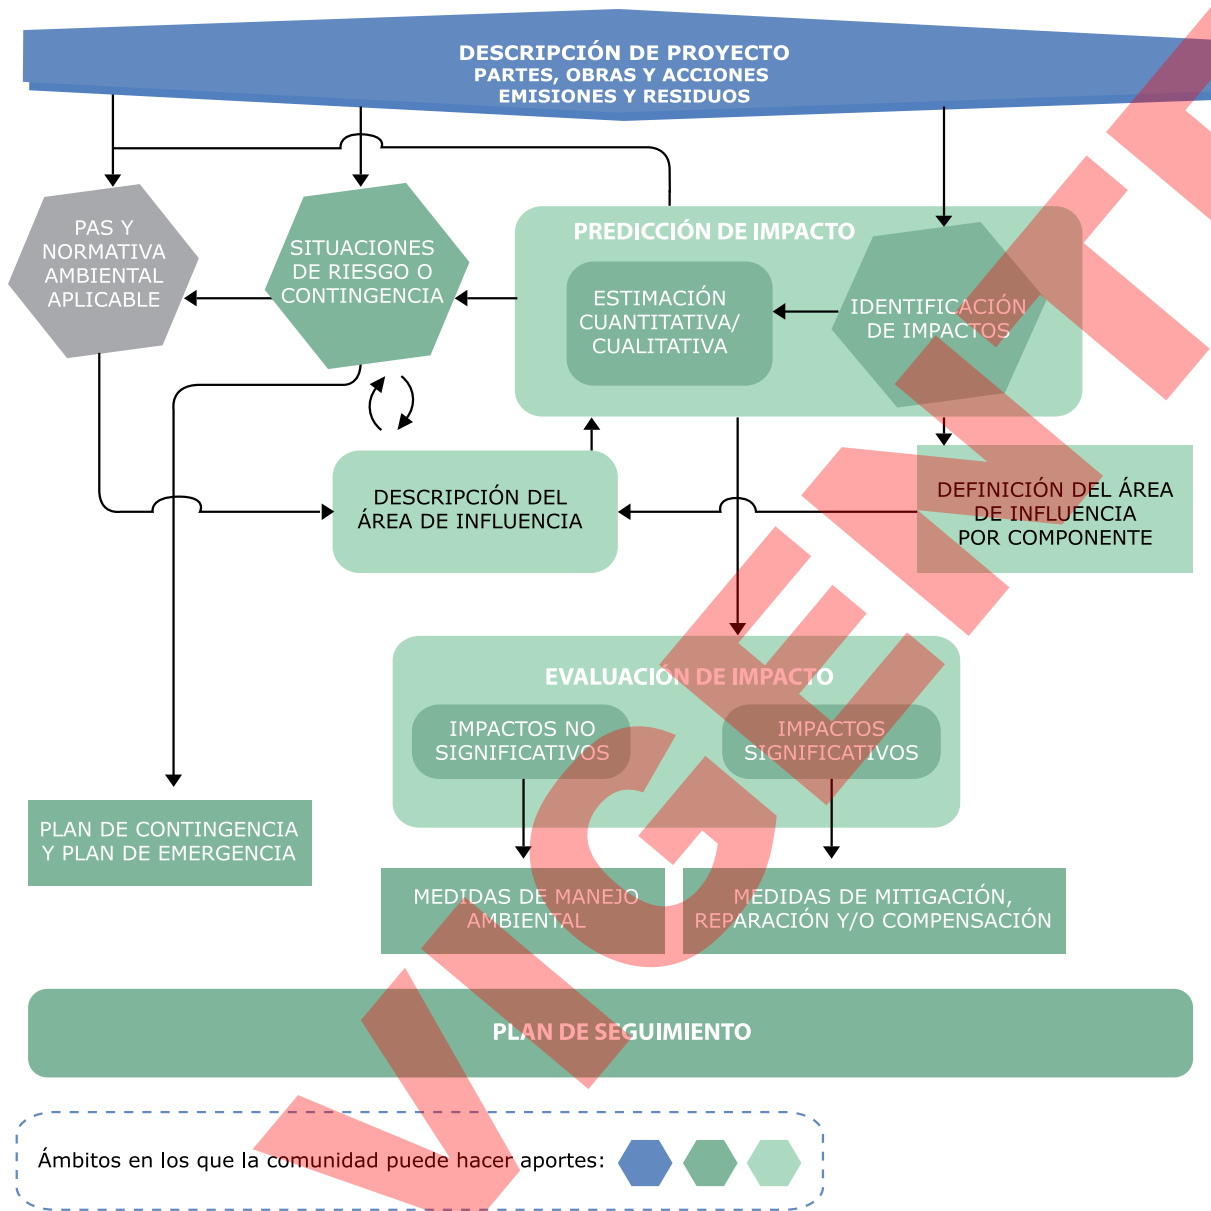 DESCRIPCIÓN DE PROYECTO
PARTES, OBRAS Y ACCIONES
EMISIONES Y RESIDUOS
PAS Y
NORMATIVA
AMBIENTAL
APLICABLE
SITUACIONES
DE RIESGO O
CONTINGENCIA
PREDICCIÓN DE IMPACTO
ESTIMACIÓN
CUANTITATIVA/
CUALITATIVA
IDENTIFICACIÓN
DE IMPACTOS
DESCRIPCIÓN DEL
ÁREA DE INFLUENCIA
DEFINICIÓN DEL ÁREA
DE INFLUENCIA
POR COMPONENTE
EVALUACIÓN DE IMPACTO
IMPACTOS NO
SIGNIFICATIVOS
IMPACTOS
SIGNIFICATIVOS
PLAN DE CONTINGENCIA
Y PLAN DE EMERGENCIA
MEDIDAS DE MANEJO
AMBIENTAL
MEDIDAS DE MITIGACIÓN,
REPARACIÓN Y/O COMPENSACIÓN
PLAN DE SEGUIMIENTO
Ámbitos en los que la comunidad puede hacer aportes:
VIGENTE